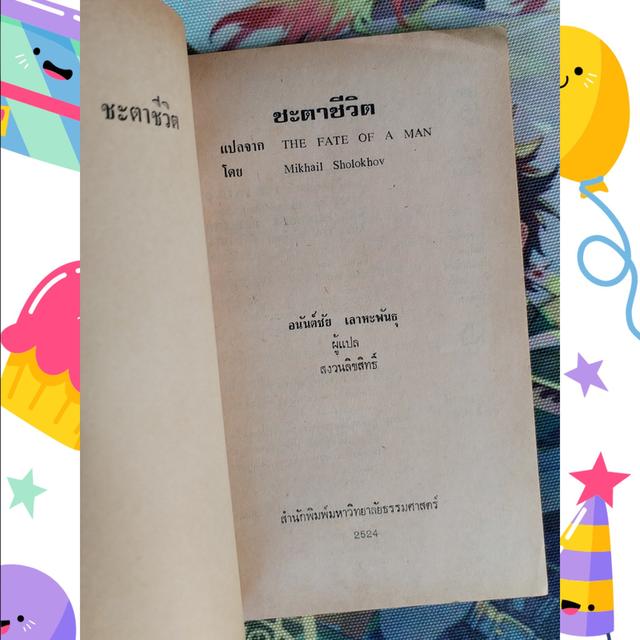 ชะตาชีวิต
ชะตาชีวิต
แปลจาก THE FATE OF A MAN
โดย Mikhail Sholokhov
อนันต์ชัย เลาหะพันธุ
ผู้แปล
สงวนลิขสิทธิ์
สำนักพิมพ์มหาวิทยาลัยธรรมศาสตร์
2524